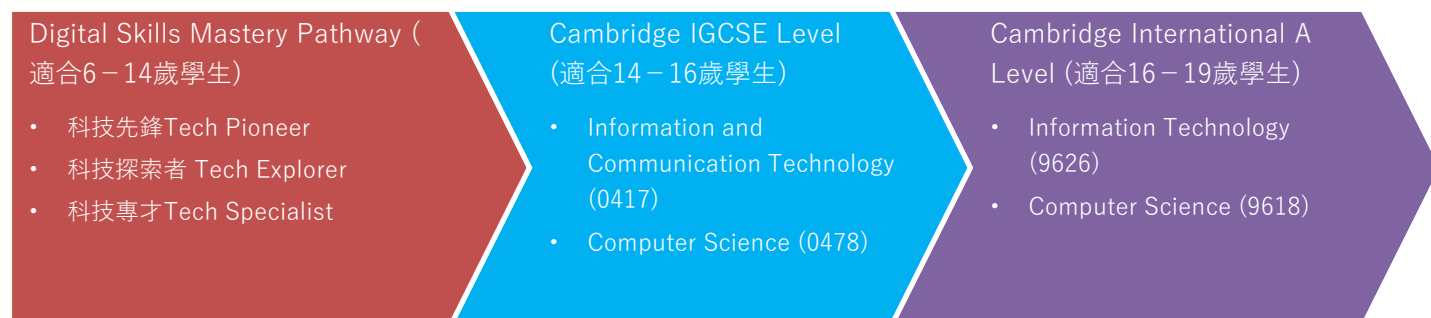 Digital Skills Mastery Pathway (
適合6－14歲學生)
• 科技先鋒Tech Pioneer
• 科技探索者 Tech Explorer
• 科技專才Tech Specialist
Cambridge IGCSE Level
(適合14－16歲學生)
• Information and
Communication Technology
(0417)
• Computer Science (0478)
Cambridge International A
Level (適合16－19歲學生)
• Information Technology
(9626)
• Computer Science (9618)